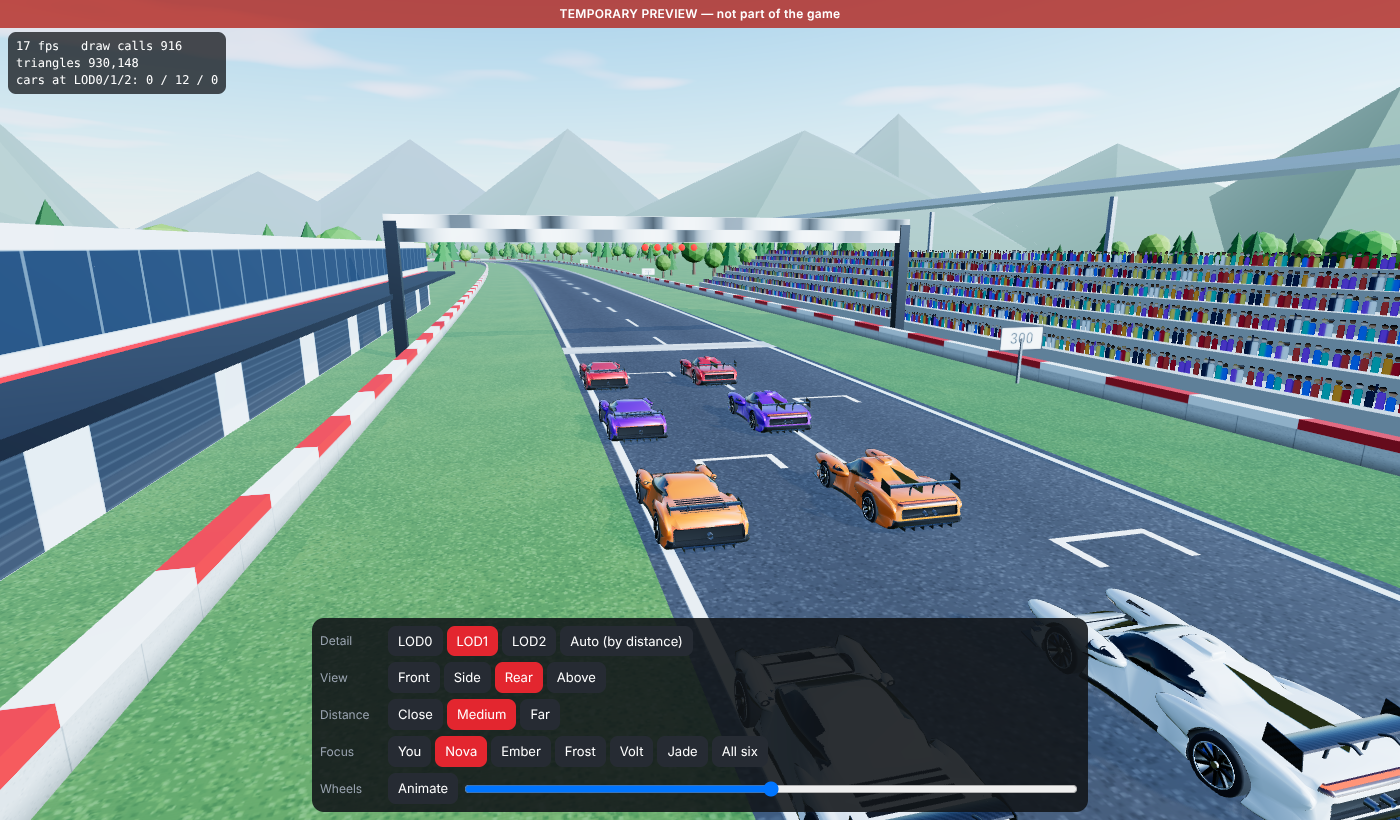 TEMPORARY PREVIEW — not part of the game
17 fps draw calls 916
triangles 930,148
cars at LOD0/1/2: 0 / 12 / 0
300
Detail LOD0 LOD1 LOD2 Auto (by distance)
View Front Side Rear Above
Distance Close Medium Far
Focus You Nova Ember Frost Volt Jade All six
Wheels Animate